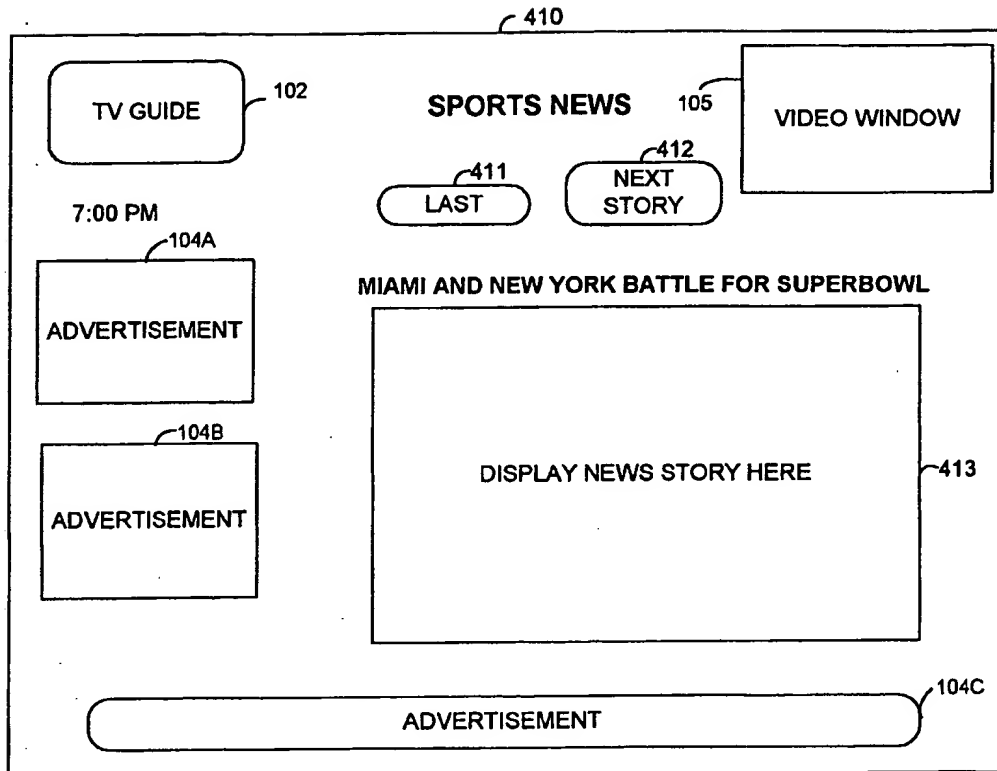 410
TV GUIDE
102
SPORTS NEWS
105
VIDEO WINDOW
411
LAST
412
NEXT
STORY
7:00 PM
104A
ADVERTISEMENT
MIAMI AND NEW YORK BATTLE FOR SUPERBOWL
104B
ADVERTISEMENT
DISPLAY NEWS STORY HERE
413
104C
ADVERTISEMENT